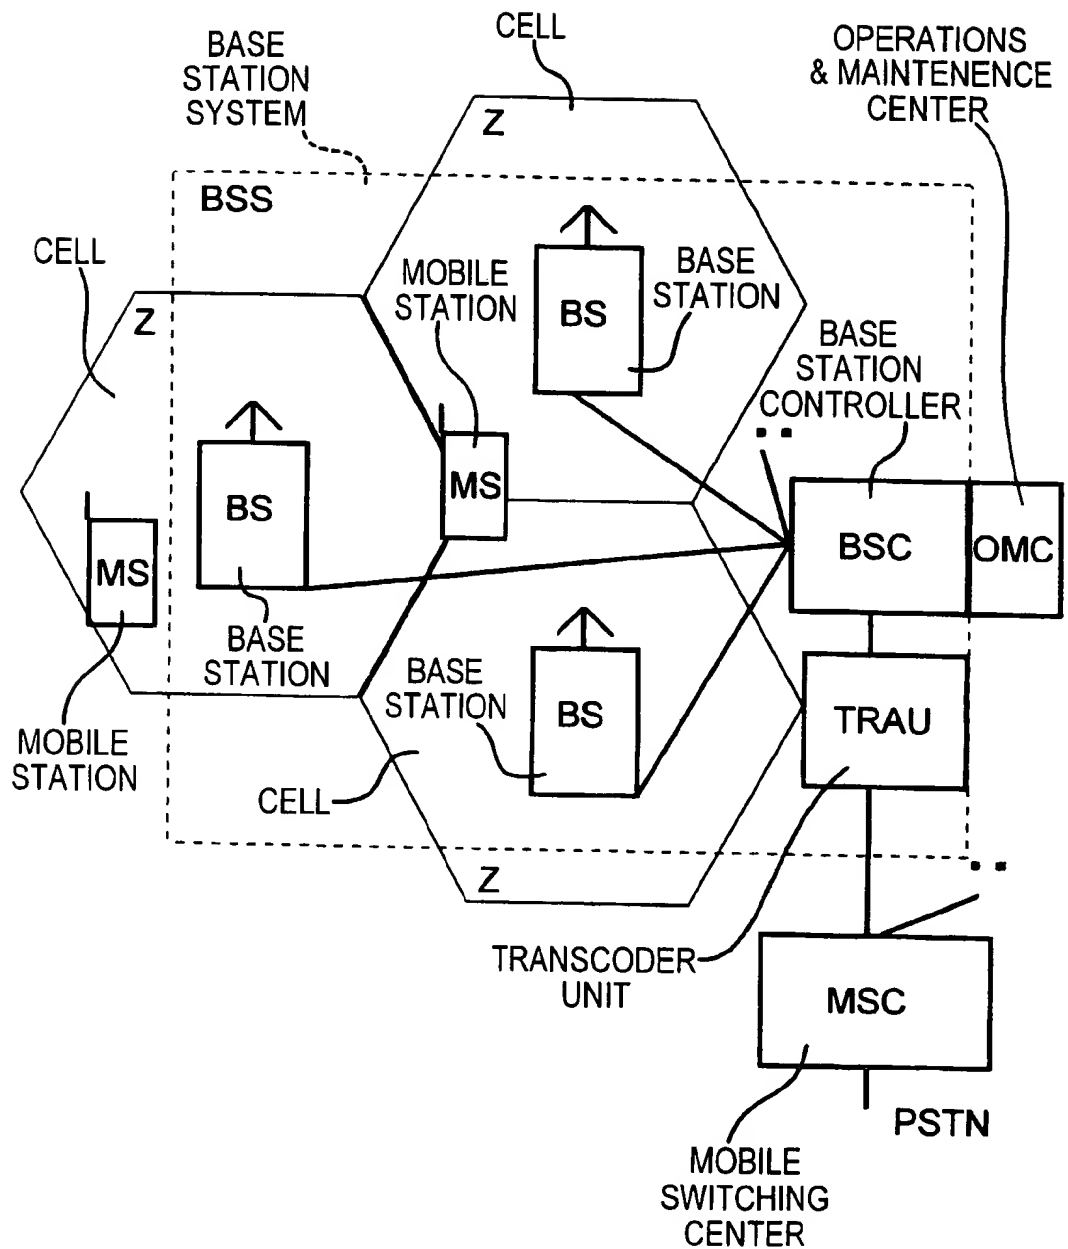 CELL
BASE
STATION
SYSTEM
OPERATIONS
& MAINTENENCE
CENTER
Z
BSS
CELL
Z
MOBILE
STATION
BS
BASE
STATION
BASE
STATION
CONTROLLER
MS
BS
BSC
OMC
MS
BASE
STATION
BASE
STATION
BS
TRAU
MOBILE
STATION
CELL
Z
TRANSCODER
UNIT
MSC
PSTN
MOBILE
SWITCHING
CENTER